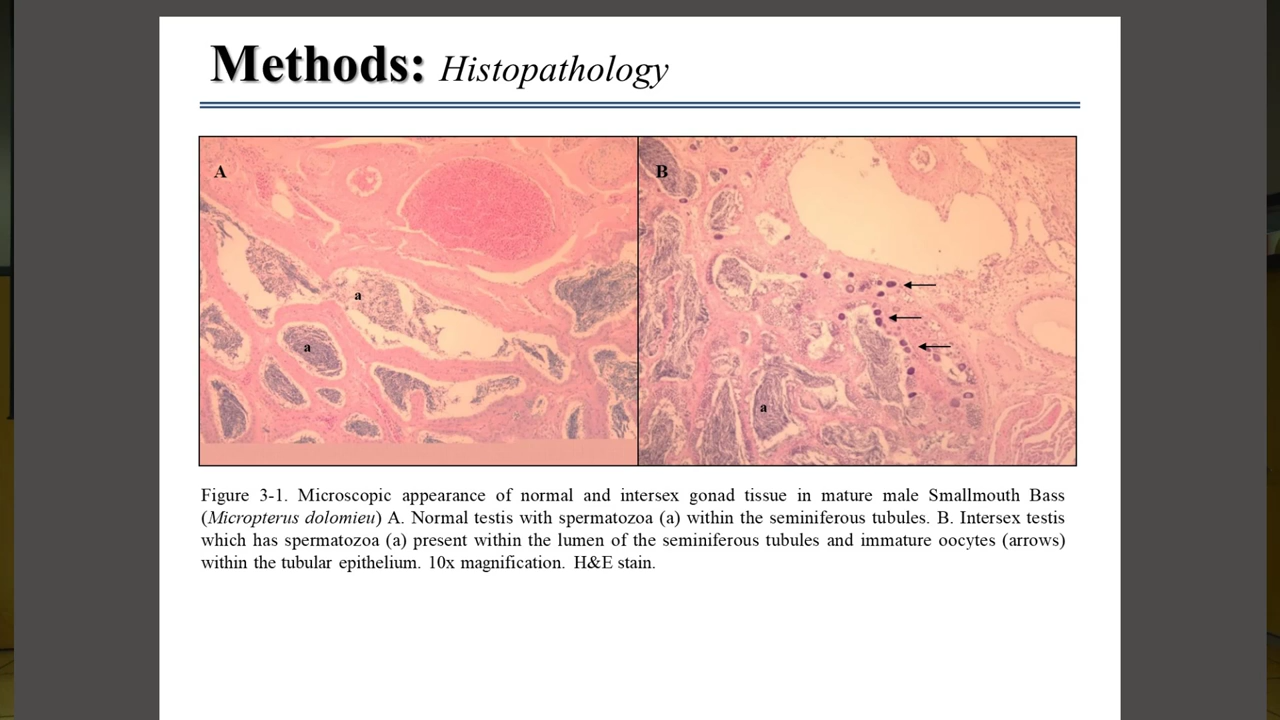 Methods: Histopathology
A
B
a
a
a
Figure 3-1. Microscopic appearance of normal and intersex gonad tissue in mature male Smallmouth Bass
(Micropterus dolomieu) A. Normal testis with spermatozoa (a) within the seminiferous tubules. B. Intersex testis
which has spermatozoa (a) present within the lumen of the seminiferous tubules and immature oocytes (arrows)
within the tubular epithelium. 10x magnification. H&E stain.